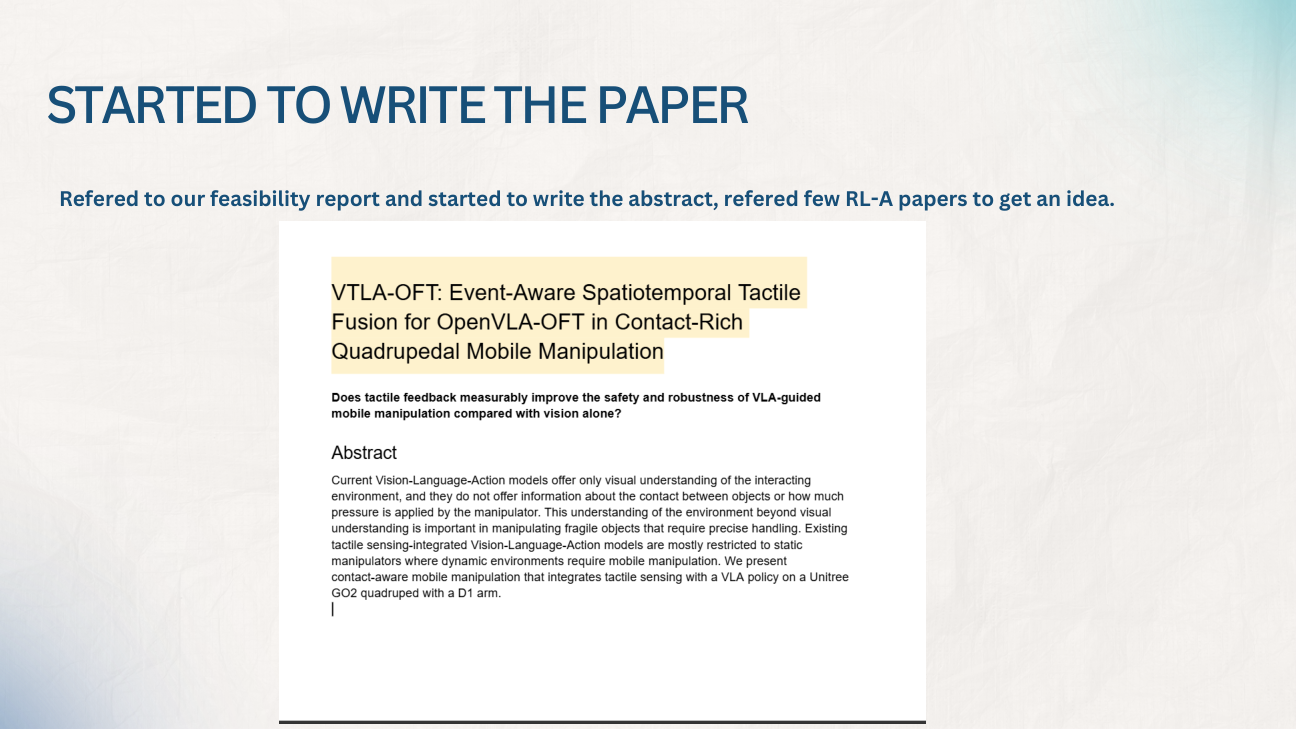 STARTED TO WRITE THE PAPER
Refered to our feasibility report and started to write the abstract, refered few RL-A papers to get an idea.
VTLA-OFT: Event-Aware Spatiotemporal Tactile
Fusion for OpenVLA-OFT in Contact-Rich
Quadrupedal Mobile Manipulation
Does tactile feedback measurably improve the safety and robustness of VLA-guided
mobile manipulation compared with vision alone?
Abstract
Current Vision-Language-Action models offer only visual understanding of the interacting
environment, and they do not offer information about the contact between objects or how much
pressure is applied by the manipulator. This understanding of the environment beyond visual
understanding is important in manipulating fragile objects that require precise handling. Existing
tactile sensing-integrated Vision-Language-Action models are mostly restricted to static
manipulators where dynamic environments require mobile manipulation. We present
contact-aware mobile manipulation that integrates tactile sensing with a VLA policy on a Unitree
GO2 quadruped with a D1 arm.